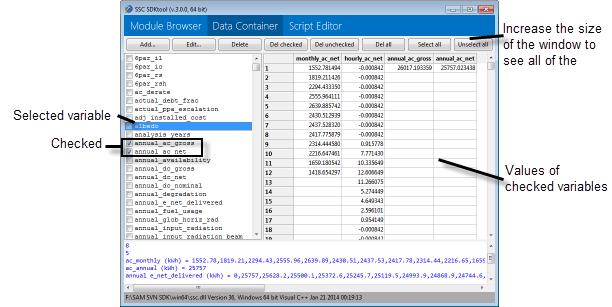 SSC SDKtool (v.3.0.0, 64 bit)
Module Browser Data Container Script Editor
Increase the size
of the window to
see all of the
Add... Edit... Delete Del checked Del unchecked Del all Select all Unselect all
6par_il
6par_io
6par_rs
6par_rsh
ac_derate
actual_debt_frac
actual_ppa_escalation
adj_installed_cost
albedo
analysis_years
annual_ac_gross
annual_ac_net
annual_availability
annual_dc_gross
annual_dc_net
annual_dc_nominal
annual_degradation
annual_e_net_delivered
annual_fuel_usage
annual_glob_horiz_rad
annual_input_radiation
annual_input_radiation_beam
Selected variable
Checked
monthly_ac_net hourly_ac_net annual_ac_gross annual_ac_net
1 1552.781494 -0.000842 26017.193359 25757.023438
2 1819.211426 -0.000842
3 2294.433350 -0.000842
4 2555.964111 -0.000842
5 2639.885742 -0.000842
6 2430.512939 -0.000842
7 2437.528320 -0.000842
8 2417.775879 -0.000842
9 2314.444580 0.915778
10 2216.647461 7.771430
11 1659.180542 10.335649
12 1418.654297 12.606649
13 11.266075
14 5.274449
15 4.649343
16 2.596101
17 0.954149
18 -0.000842
19 -0.000842
Values of
checked variables
8
5
ac_monthly (kWh) = 1552.78,1819.21,2294.43,2555.96,2639.89,2430.51,2437.53,2417.78,2314.44,2216.65,1659
ac_annual (kWh) = 25757
annual e_net_delivered (kWh) = 0,25757,25628.2,25500.1,25372.6,25245.7,25119.5,24993.9,24868.9,24744.6,
F:\SAM SVN SDK\win64\ssc.dll Version 36, Windows 64 bit Visual C++ Jan 21 2014 00:19:13